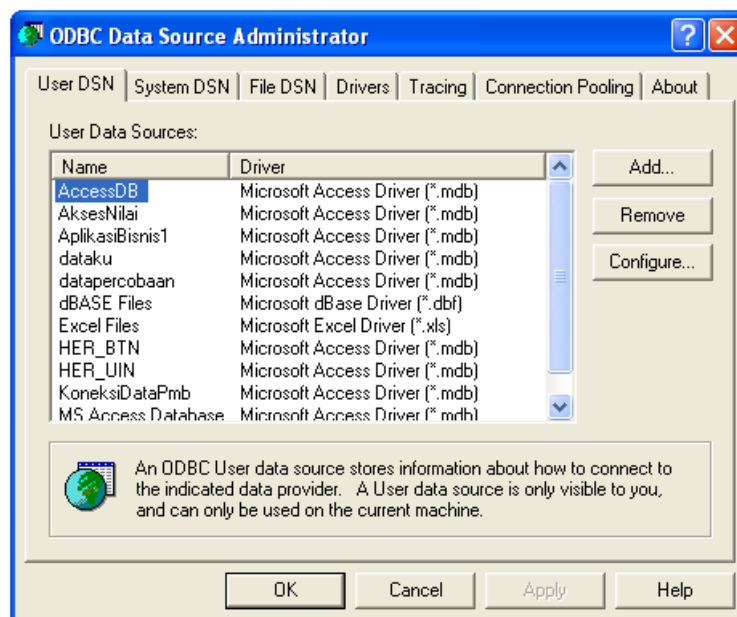 ODBC Data Source Administrator
User DSN System DSN File DSN Drivers Tracing Connection Pooling About
User Data Sources:
Name Driver
AccessDB Microsoft Access Driver (*.mdb)
AksesNilai Microsoft Access Driver (*.mdb)
AplikasiBisnis1 Microsoft Access Driver (*.mdb)
dataku Microsoft Access Driver (*.mdb)
datapercobaan Microsoft Access Driver (*.mdb)
dBASE Files Microsoft dBase Driver (*.dbf)
Excel Files Microsoft Excel Driver (*.xls)
HER_BTN Microsoft Access Driver (*.mdb)
HER_UIN Microsoft Access Driver (*.mdb)
KoneksiDataPmb Microsoft Access Driver (*.mdb)
MS Access Database Microsoft Access Driver (*.mdb)
Add...
Remove
Configure...
An ODBC User data source stores information about how to connect to
the indicated data provider. A User data source is only visible to you,
and can only be used on the current machine.
OK Cancel Apply Help